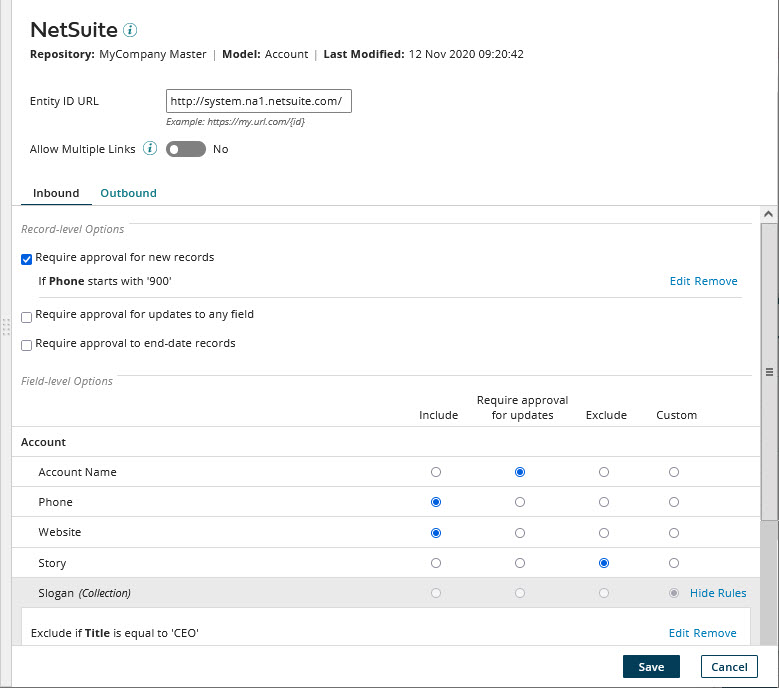 NetSuite i
Repository: MyCompany Master | Model: Account | Last Modified: 12 Nov 2020 09:20:42
Entity ID URL http://system.na1.netsuite.com/
Example: https://my.url.com/{id}
Allow Multiple Links i No
Inbound Outbound
Record-level Options
Require approval for new records
If Phone starts with '900' Edit Remove
Require approval for updates to any field
Require approval to end-date records
Field-level Options
Include Require approval for updates Exclude Custom
Account
Account Name
Phone
Website
Story
Slogan (Collection) Hide Rules
Exclude if Title is equal to 'CEO' Edit Remove
Save Cancel